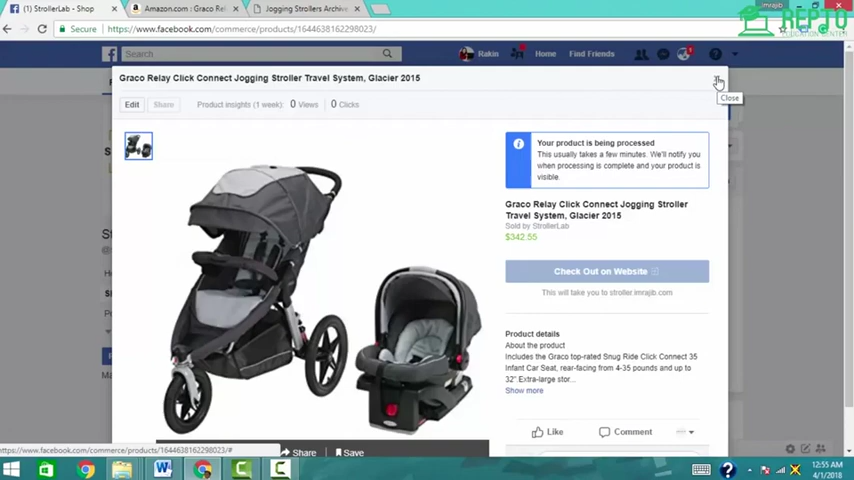 (1) StrollerLab - Shop
Amazon.com : Graco Rel
Jogging Strollers Archive
imrajib
REPTO
EDUCATION CENTER
Secure
https://www.facebook.com/commerce/products/1644638162298023/
Search
Rakin
Home
Find Friends
Graco Relay Click Connect Jogging Stroller Travel System, Glacier 2015
Close
Edit
Share
Product insights (1 week): 0 Views 0 Clicks
Your product is being processed
This usually takes a few minutes. We'll notify you
when processing is complete and your product is
visible.
Graco Relay Click Connect Jogging Stroller
Travel System, Glacier 2015
Sold by StrollerLab
$342.55
Check Out on Website
This will take you to stroller.imrajib.com
Product details
About the product
Includes the Graco top-rated Snug Ride Click Connect 35
Infant Car Seat, rear-facing from 4-35 pounds and up to
32".Extra-large stor...
Show more
Like
Comment
Share
Save
https://www.facebook.com/commerce/products/1644638162298023/#
12:55 AM
4/1/2018